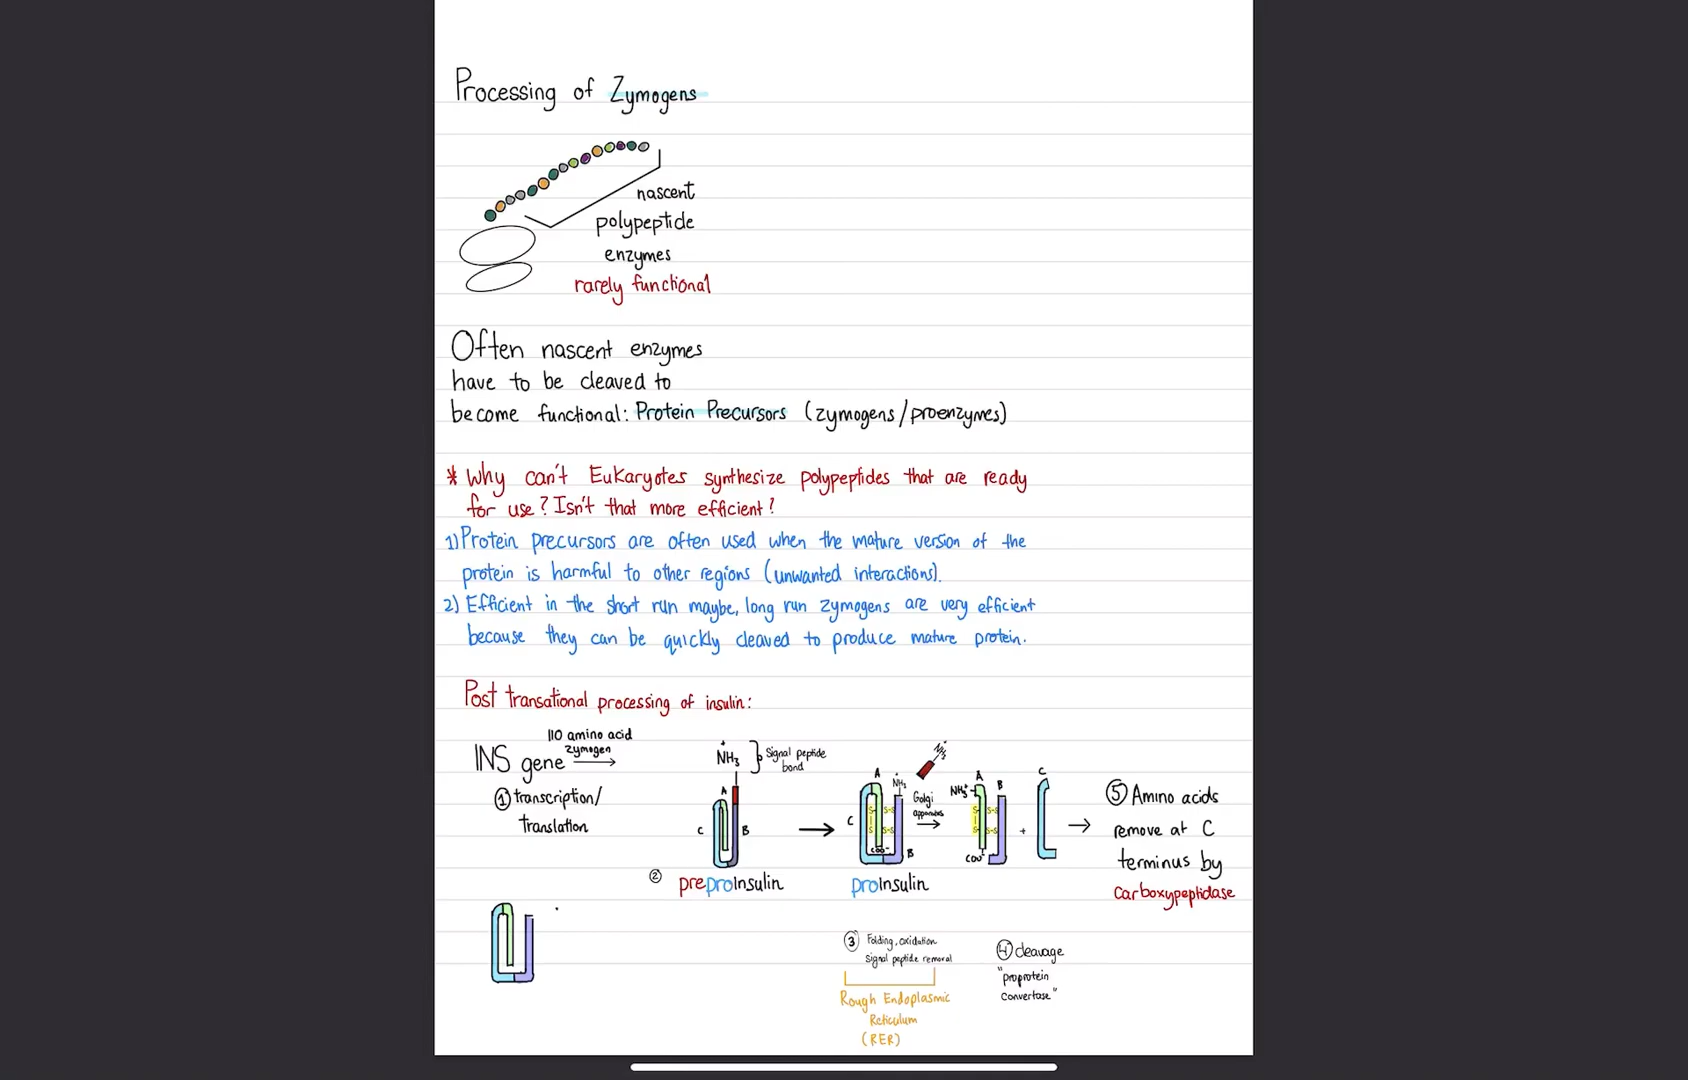 Processing of Zymogens
nascent
polypeptide
enzymes
rarely functional
Often nascent enzymes
have to be cleaved to
become functional: Protein Precursors (zymogens/proenzymes)
* Why can't Eukaryotes synthesize polypeptides that are ready
for use? Isn't that more efficient?
1) Protein precursors are often used when the mature version of the
protein is harmful to other regions (unwanted interactions).
2) Efficient in the short run maybe, long run zymogens are very efficient
because they can be quickly cleaved to produce mature protein.
Post transational processing of insulin:
110 amino acid
zymogen
INS gene
① transcription/
translation
NH₃
Signal peptide
bond
A
C
B
② preproinsulin
A
NH₃
C
S-S
S-S
S-S
COO⁻
B
proinsulin
NH₃
Golgi
apparatus
A
B
NH₃⁺
S-S
S-S
S-S
COO⁻
+
C
⑤ Amino acids
remove at C
terminus by
carboxypeptidase
③ Folding, oxidation
Signal peptide removal
Rough Endoplasmic
Reticulum
(RER)
④ cleavage
"proprotein
convertase"